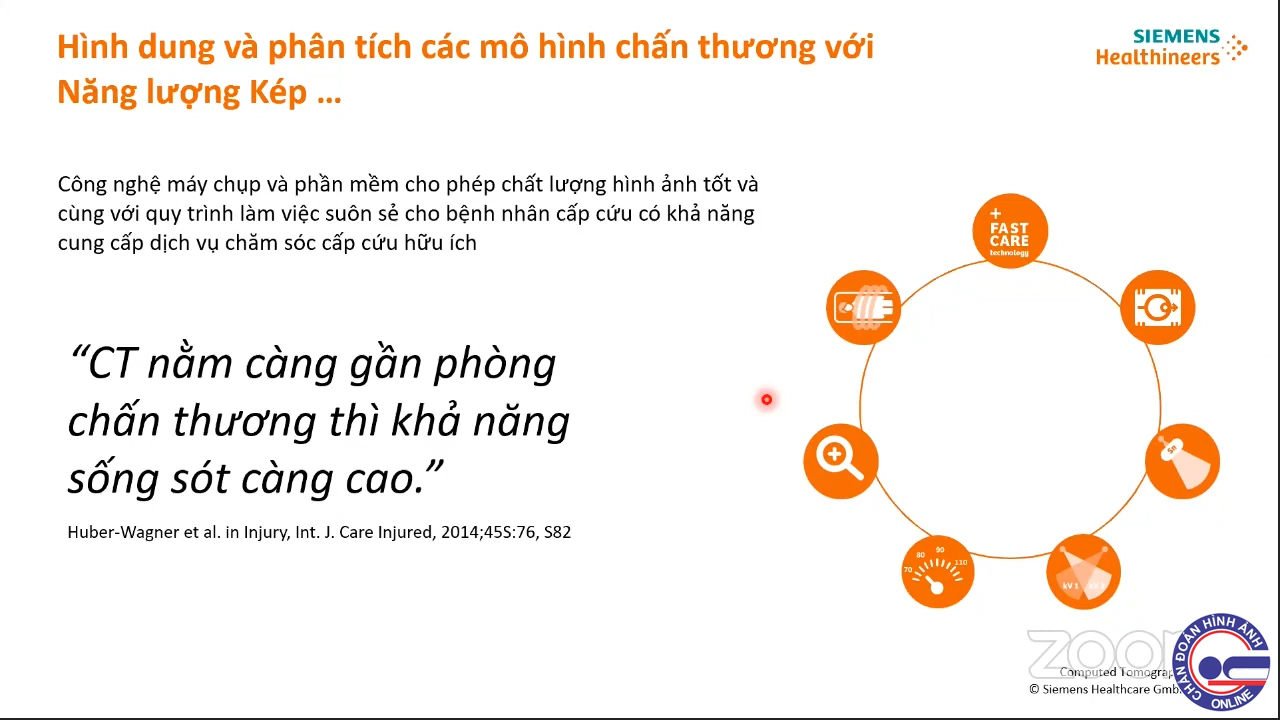 Hình dung và phân tích các mô hình chấn thương với
Năng lượng Kép ...
SIEMENS
Healthineers
Công nghệ máy chụp và phần mềm cho phép chất lượng hình ảnh tốt và
cùng với quy trình làm việc suôn sẻ cho bệnh nhân cấp cứu có khả năng
cung cấp dịch vụ chăm sóc cấp cứu hữu ích
+
FAST
CARE
technology
“CT nằm càng gần phòng
chấn thương thì khả năng
sống sót càng cao.”
Huber-Wagner et al. in Injury, Int. J. Care Injured, 2014;45S:76, S82
Sn
70 80 90 110
kV 1
zoom
Computed
© Siemens Healthcare
CHẨN ĐOÁN HÌNH ẢNH
ONLINE